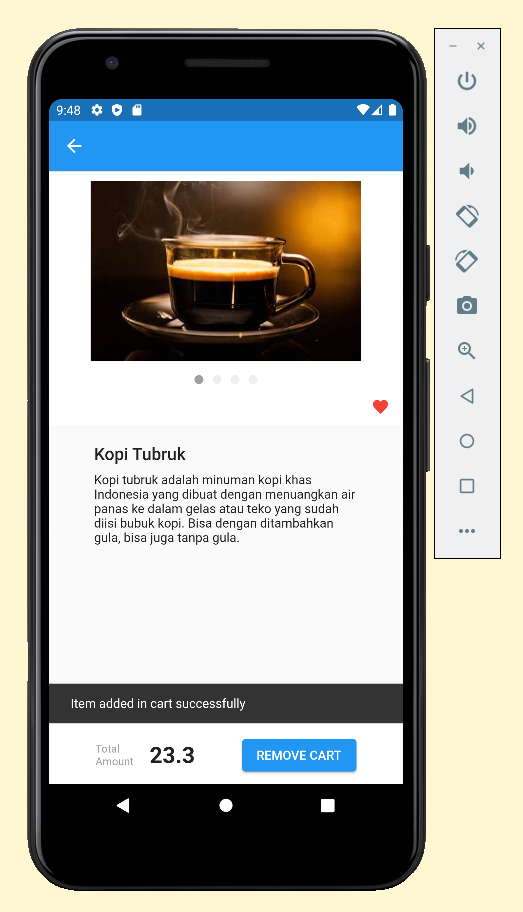 9:48
Kopi Tubruk
Kopi tubruk adalah minuman kopi khas
Indonesia yang dibuat dengan menuangkan air
panas ke dalam gelas atau teko yang sudah
diisi bubuk kopi. Bisa dengan ditambahkan
gula, bisa juga tanpa gula.
Item added in cart successfully
Total
Amount
23.3
REMOVE CART